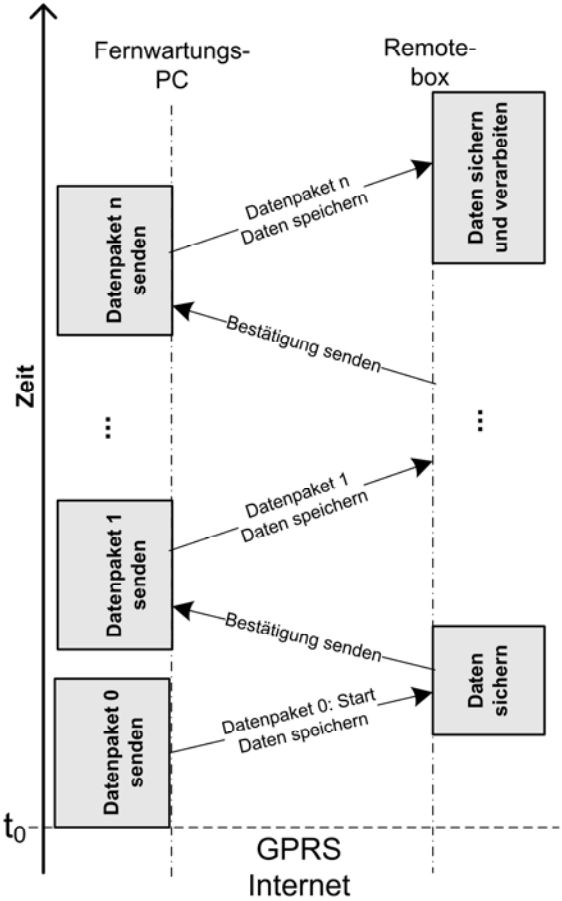 Fernwartungs-
PC
Remote-
box
Daten sichern
und verarbeiten
Datenpaket n
Daten speichern
Datenpaket n
senden
Bestätigung senden
Zeit
...
...
Datenpaket 1
Daten speichern
Datenpaket 1
senden
Bestätigung senden
Daten
sichern
Datenpaket 0: Start
Daten speichern
Datenpaket 0
senden
t0
GPRS
Internet